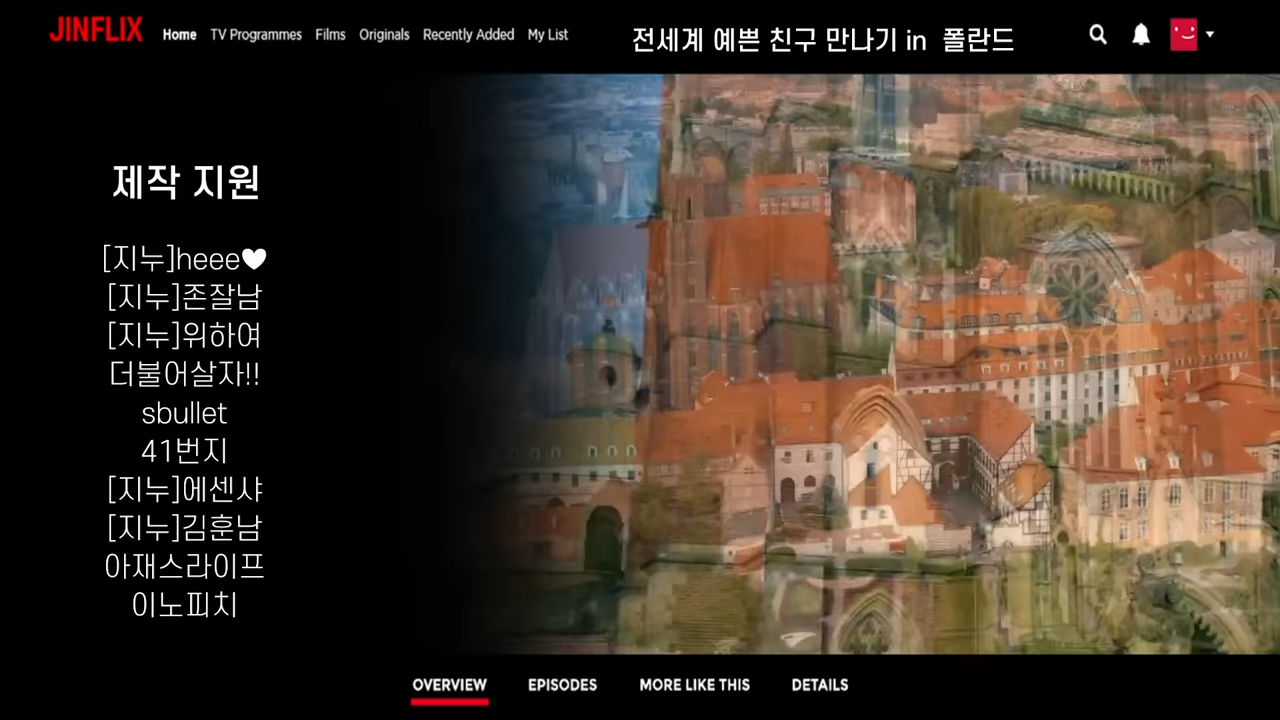 JINFLIX Home TV Programmes Films Originals Recently Added My List 전세계 예쁜 친구 만나기 in 폴란드
제작 지원
[지누]heee♥
[지누]존잘남
[지누]위하여
더불어살자!!
sbullet
41번지
[지누]에센샤
[지누]김훈남
아재스라이프
이노피치
OVERVIEW EPISODES MORE LIKE THIS DETAILS